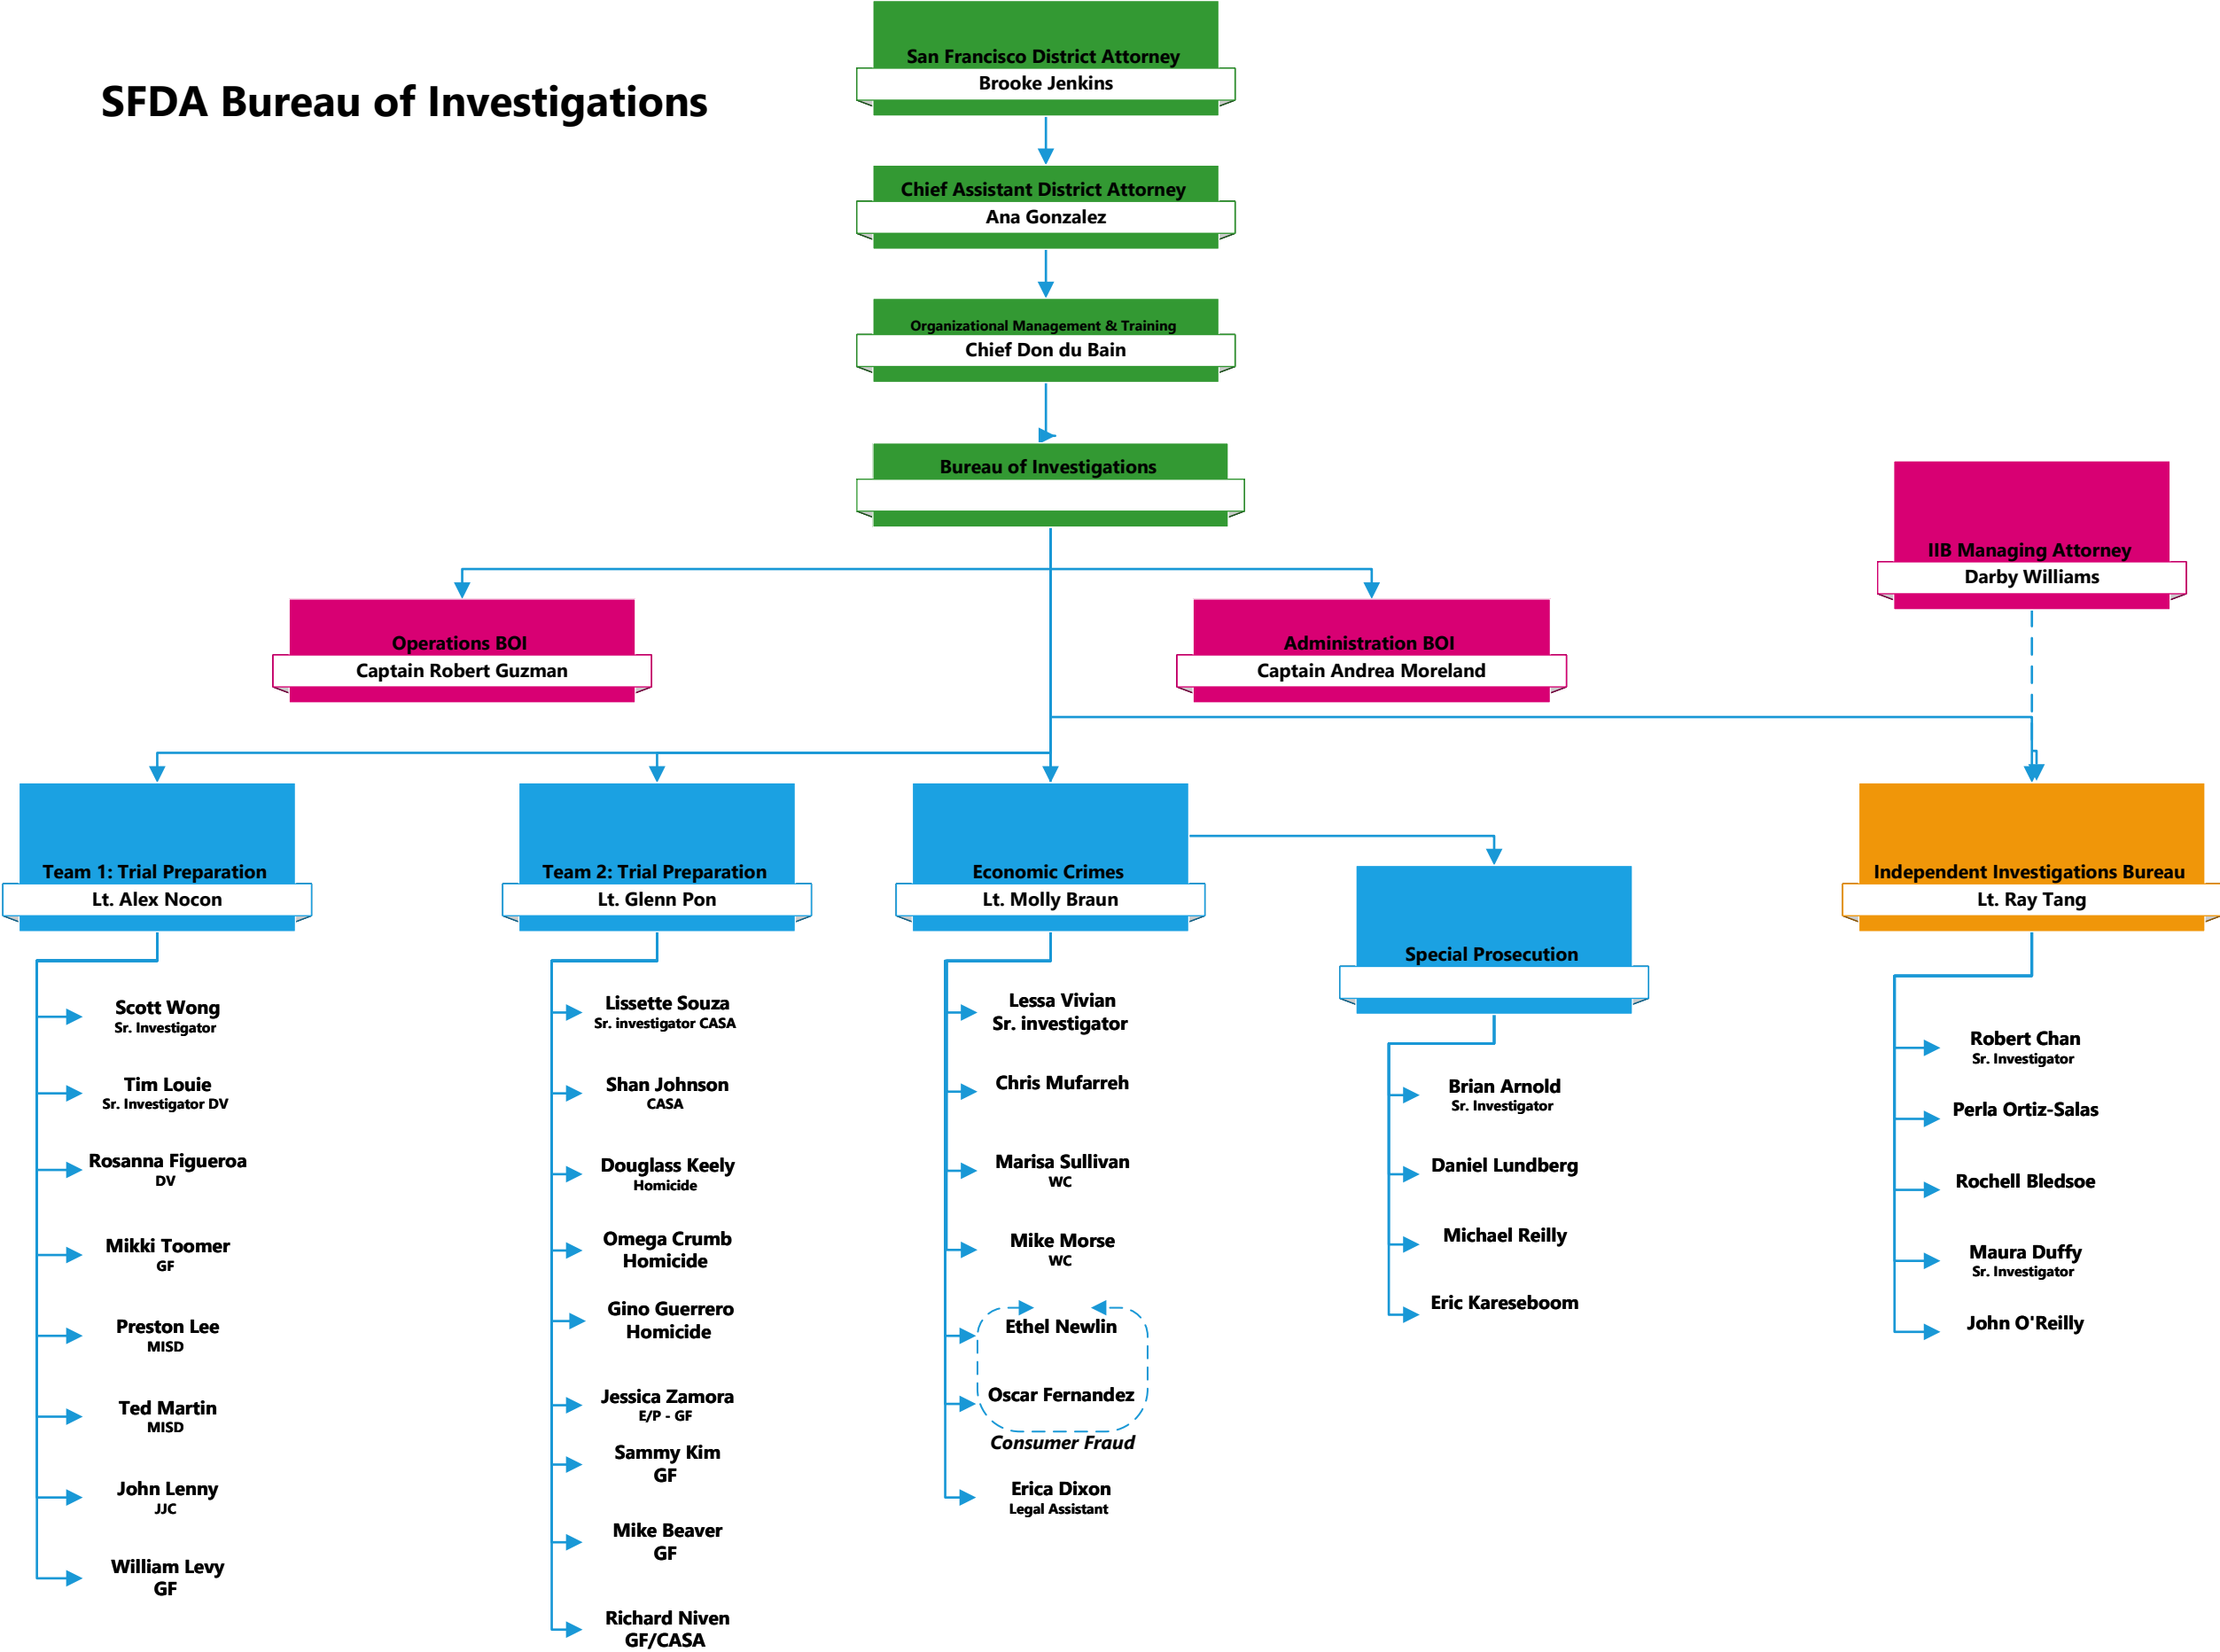 SFDA Bureau of Investigations
San Francisco District Attorney
Brooke Jenkins
Chief Assistant District Attorney
Ana Gonzalez
Organizational Management & Training
Chief Don du Bain
Bureau of Investigations
IIB Managing Attorney
Darby Williams
Operations BOI
Captain Robert Guzman
Administration BOI
Captain Andrea Moreland
Team 1: Trial Preparation
Lt. Alex Nocon
Scott Wong
Sr. Investigator
Tim Louie
Sr. Investigator DV
Rosanna Figueroa
DV
Mikki Toomer
GF
Preston Lee
MISD
Ted Martin
MISD
John Lenny
JJC
William Levy
GF
Team 2: Trial Preparation
Lt. Glenn Pon
Lissette Souza
Sr. investigator CASA
Shan Johnson
CASA
Douglass Keely
Homicide
Omega Crumb
Homicide
Gino Guerrero
Homicide
Jessica Zamora
E/P - GF
Sammy Kim
GF
Mike Beaver
GF
Richard Niven
GF/CASA
Economic Crimes
Lt. Molly Braun
Lessa Vivian
Sr. investigator
Chris Mufarreh
Marisa Sullivan
WC
Mike Morse
WC
Ethel Newlin
Oscar Fernandez
Consumer Fraud
Erica Dixon
Legal Assistant
Special Prosecution
Brian Arnold
Sr. Investigator
Daniel Lundberg
Michael Reilly
Eric Kareseboom
Independent Investigations Bureau
Lt. Ray Tang
Robert Chan
Sr. Investigator
Perla Ortiz-Salas
Rochell Bledsoe
Maura Duffy
Sr. Investigator
John O'Reilly